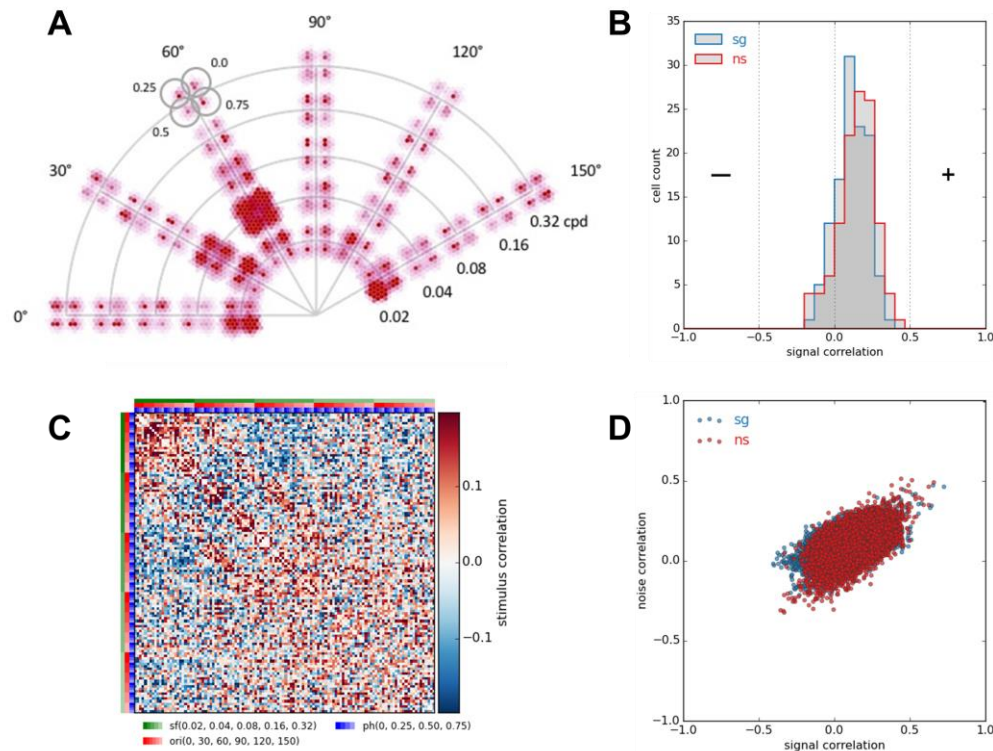 A
0°
30°
60°
90°
120°
150°
0.0
0.25
0.75
0.5
0.32 cpd
0.16
0.08
0.04
0.02
B
sg
ns
35
30
25
20
15
10
5
0
cell count
−
+
−1.0
−0.5
0.0
0.5
1.0
signal correlation
C
0.1
0.0
−0.1
stimulus correlation
sf(0.02, 0.04, 0.08, 0.16, 0.32)
ph(0, 0.25, 0.50, 0.75)
ori(0, 30, 60, 90, 120, 150)
D
sg
ns
1.0
0.5
0.0
−0.5
−1.0
noise correlation
−1.0
−0.5
0.0
0.5
1.0
signal correlation